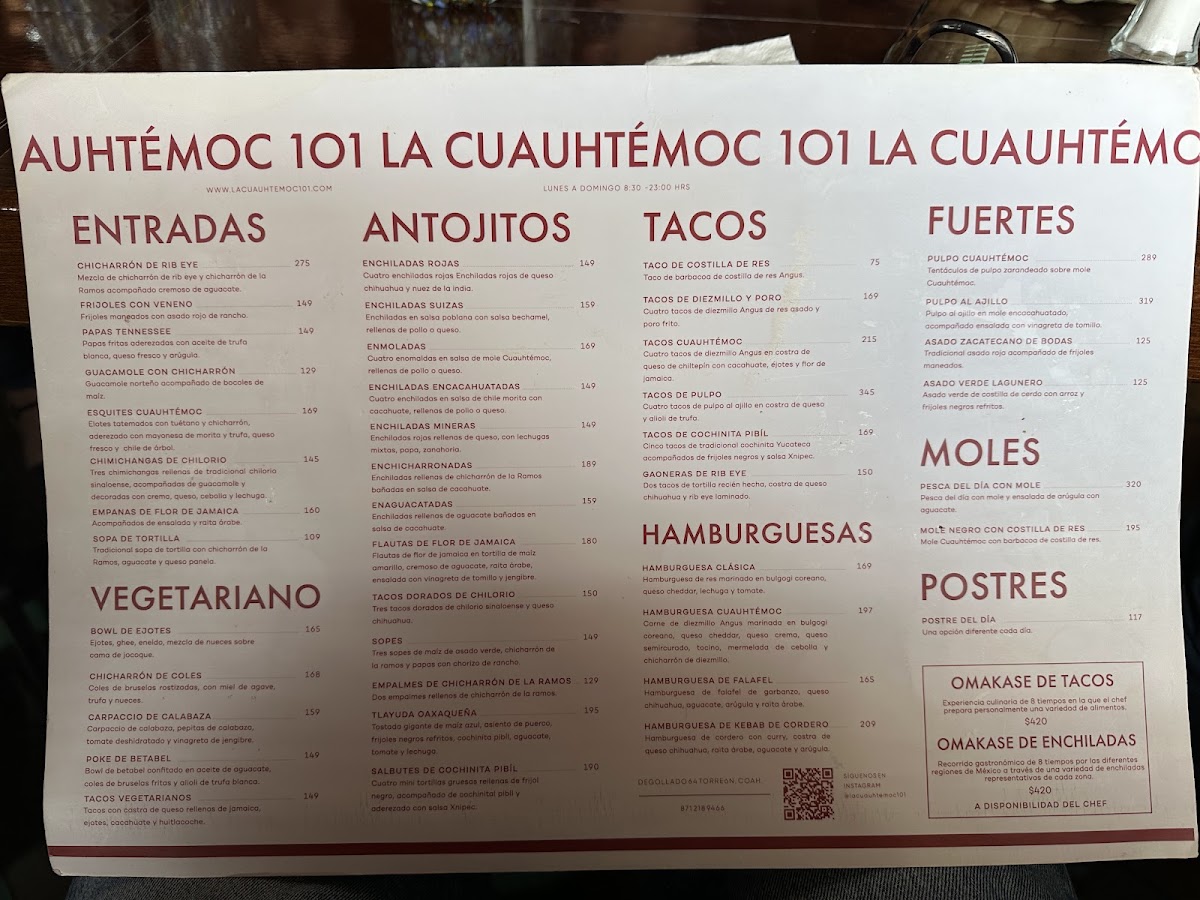 AUHTÉMOC 101 LA CUAUHTÉMOC 101 LA CUAUHTÉMO
WWW.LACUAUHTEMOC101.COM
LUNES A DOMINGO 8:30 -23:00 HRS
ENTRADAS
CHICHARRÓN DE RIB EYE 275
Mezcla de chicharrón de rib eye y chicharrón de la
Ramos acompañado cremoso de aguacate.
FRIJOLES CON VENENO 149
Frijoles maneados con asado rojo de rancho.
PAPAS TENNESSEE 149
Papas fritas aderezadas con aceite de trufa
blanca, queso fresco y arúgula.
GUACAMOLE CON CHICHARRÓN 129
Guacamole norteño acompañado de bocoles de
maíz.
ESQUITES CUAUHTÉMOC 169
Elotes tatemados con tuétano y chicharrón,
aderezado con mayonesa de morita y trufa, queso
fresco y chile de árbol.
CHIMICHANGAS DE CHILORIO 145
Tres chimichangas rellenas de tradicional chilorio
sinaloense, acompañadas de guacamole y
decoradas con crema, queso, cebolla y lechuga.
EMPANAS DE FLOR DE JAMAICA 160
Acompañados de ensalada y raita árabe.
SOPA DE TORTILLA 109
Tradicional sopa de tortilla con chicharrón de la
Ramos, aguacate y queso panela.
VEGETARIANO
BOWL DE EJOTES 165
Ejotes, ghee, eneldo, mezcla de nueces sobre
cama de jocoque.
CHICHARRÓN DE COLES 168
Coles de bruselas rostizadas, con miel de agave,
trufa y nueces.
CARPACCIO DE CALABAZA 159
Carpaccio de calabaza, pepitas de calabaza,
tomate deshidratado y vinagreta de jengibre.
POKE DE BETABEL 149
Bowl de betabel confitado en aceite de aguacate,
coles de bruselas fritos y alioli de trufa blanca.
TACOS VEGETARIANOS 149
Tacos con costra de queso rellenos de jamaica,
ejotes, cacahuate y huitlacoche.
ANTOJITOS
ENCHILADAS ROJAS 149
Cuatro enchiladas rojas Enchiladas rojas de queso
chihuahua y nuez de la india.
ENCHILADAS SUIZAS 159
Enchiladas en salsa poblana con salsa bechamel,
rellenas de pollo o queso.
ENMOLADAS 169
Cuatro enomaldas en salsa de mole Cuauhtémoc,
rellenas de pollo o queso.
ENCHILADAS ENCACAHUATADAS 149
Cuatro enchiladas en salsa de chile morita con
cacahuate, rellenas de pollo o queso.
ENCHILADAS MINERAS 149
Enchiladas rojas rellenas de queso, con lechugas
mixtas, papa, zanahoria.
ENCHICHARRONADAS 189
Enchiladas rellenas de chicharrón de la Ramos
bañadas en salsa de cacahuate.
ENAGUACATADAS 159
Enchiladas rellenas de aguacate bañadas en
salsa de cacahuate.
FLAUTAS DE FLOR DE JAMAICA 180
Flautas de flor de jamaica en tortilla de maíz
amarillo, cremoso de aguacate, raita árabe,
ensalada con vinagreta de tomillo y jengibre.
TACOS DORADOS DE CHILORIO 150
Tres tacos dorados de chilorio sinaloense y queso
chihuahua.
SOPES 149
Tres sopes de maíz de asado verde, chicharrón de
la ramos y papas con chorizo de rancho.
EMPALMES DE CHICHARRÓN DE LA RAMOS 129
Dos empalmes rellenos de chicharrón de la ramos.
TLAYUDA OAXAQUEÑA 195
Tostada gigante de maíz azul, asiento de puerco,
frijoles negros refritos, cochinita pibil, aguacate,
tomate y lechuga.
SALBUTES DE COCHINITA PIBÍL 190
Cuatro mini tortillas gruesas rellenas de frijol
negro, acompañado de cochinitai pibil y
aderezado con salsa Xnipec.
TACOS
TACO DE COSTILLA DE RES 75
Taco de barbacoa de costilla de res Angus.
TACOS DE DIEZMILLO Y PORO 169
Cuatro tacos de diezmillo Angus de res asado y
poro frito.
TACOS CUAUHTÉMOC 215
Cuatro tacos de diezmillo Angus en costra de
queso de chiltepín con cacahuate, ejotes y flor de
jamaica.
TACOS DE PULPO 345
Cuatro tacos de pulpo al ajillo en costra de queso
y alioli de trufa.
TACOS DE COCHINITA PIBÍL 169
Cinco tacos de tradicional cochinita Yucateca
acompañados de frijoles negros y salsa Xnipec.
GAONERAS DE RIB EYE 150
Dos tacos de tortilla recién hecha, costra de queso
chihuahua y rib eye laminado.
HAMBURGUESAS
HAMBURGUESA CLÁSICA 169
Hamburguesa de res marinado en bulgogi coreano,
queso cheddar, lechuga y tomate.
HAMBURGUESA CUAUHTÉMOC 197
Carne de diezmillo Angus marinada en bulgogi
coreano, queso cheddar, queso crema, queso
semicurado, tocino, mermelada de cebolla y
chicharrón de diezmillo.
HAMBURGUESA DE FALAFEL 165
Hamburguesa de falafel de garbanzo, queso
chihuahua, aguacate, arúgula y raita árabe.
HAMBURGUESA DE KEBAB DE CORDERO 209
Hamburguesa de cordero con curry, costra de
queso chihuahua, raita árabe, aguacate y arúgula.
DEGOLLADO64TORREÓN.COAH.
8712189466
SIGUENOS EN
INSTAGRAM
@lacuauhtemoc101
FUERTES
PULPO CUAUHTÉMOC 289
Tentáculos de pulpo zarandeado sobre mole
Cuauhtémoc.
PULPO AL AJILLO 319
Pulpo al ajillo en mole encacahuatado,
acompañado ensalada con vinagreta de tomillo.
ASADO ZACATECANO DE BODAS 125
Tradicional asado rojo acompañado de frijoles
maneados.
ASADO VERDE LAGUNERO 125
Asado verde de costilla de cerdo con arroz y
frijoles negros refritos.
MOLES
PESCA DEL DÍA CON MOLE 320
Pesca del día con mole y ensalada de arúgula con
aguacate.
MOLE NEGRO CON COSTILLA DE RES 195
Mole Cuauhtémoc con barbacoa de costilla de res.
POSTRES
POSTRE DEL DÍA 117
Una opción diferente cada día.
OMAKASE DE TACOS
Experiencia culinaria de 8 tiempos en la que el chef
prepara personalmente una variedad de alimentos.
$420
OMAKASE DE ENCHILADAS
Recorrido gastronómico de 8 tiempos por los diferentes
regiones de México a través de una variedad de enchiladas
representativas de cada zona.
$420
A DISPONIBILIDAD DEL CHEF